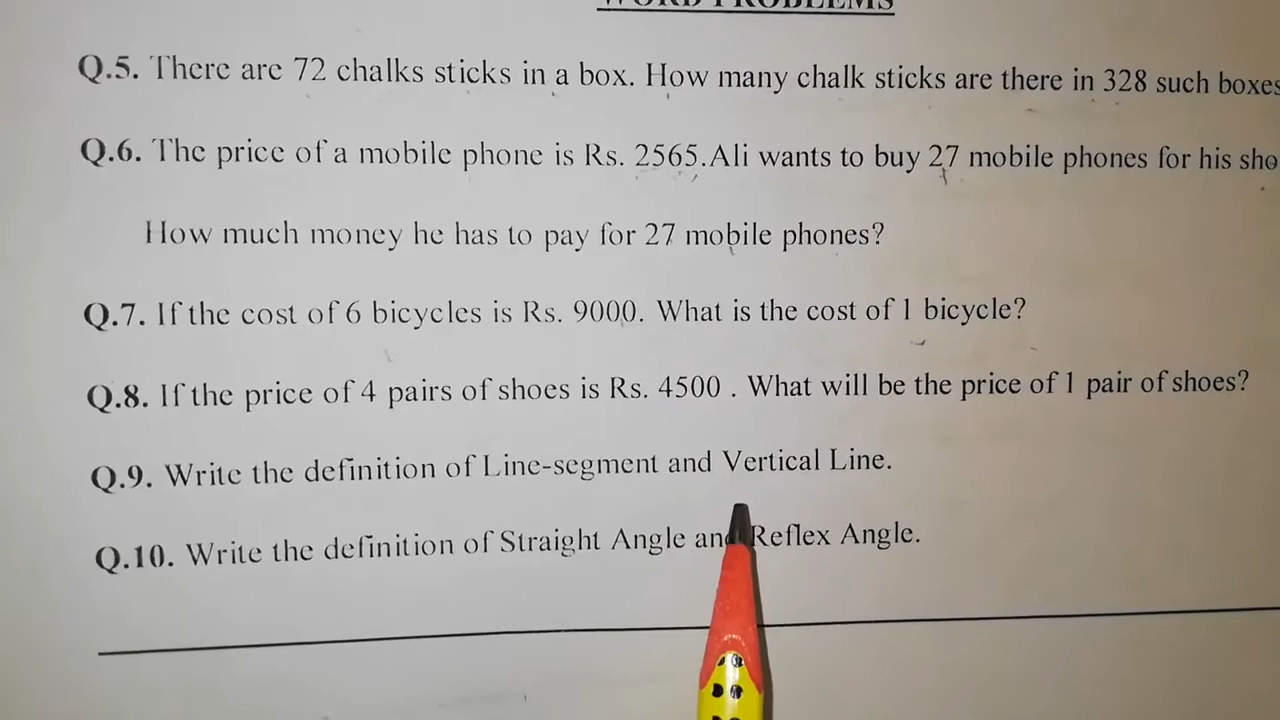 WORD PROBLEMS
Q.5. There are 72 chalks sticks in a box. How many chalk sticks are there in 328 such boxes
Q.6. The price of a mobile phone is Rs. 2565.Ali wants to buy 27 mobile phones for his sho
How much money he has to pay for 27 mobile phones?
Q.7. If the cost of 6 bicycles is Rs. 9000. What is the cost of 1 bicycle?
Q.8. If the price of 4 pairs of shoes is Rs. 4500 . What will be the price of 1 pair of shoes?
Q.9. Write the definition of Line-segment and Vertical Line.
Q.10. Write the definition of Straight Angle and Reflex Angle.